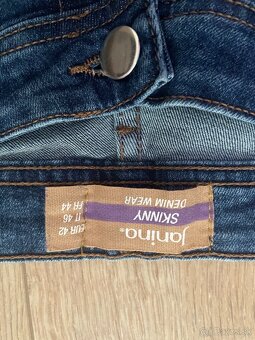 janina®
SKINNY
DENIM WEAR
EUR 42
IT 46
FR 44